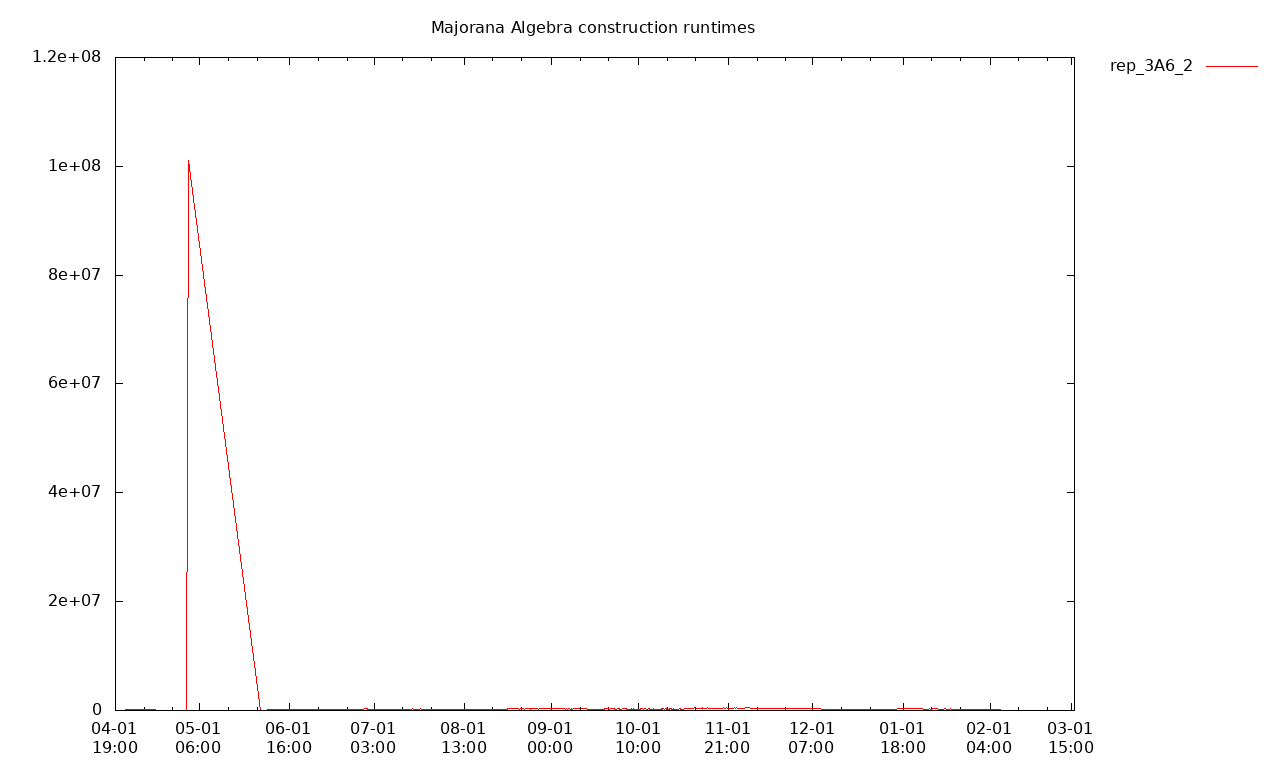 Majorana Algebra construction runtimes
rep_3A6_2
1.2e+08
1e+08
8e+07
6e+07
4e+07
2e+07
0
04-01 05-01 06-01 07-01 08-01 09-01 10-01 11-01 12-01 01-01 02-01 03-01
19:00 06:00 16:00 03:00 13:00 00:00 10:00 21:00 07:00 18:00 04:00 15:00